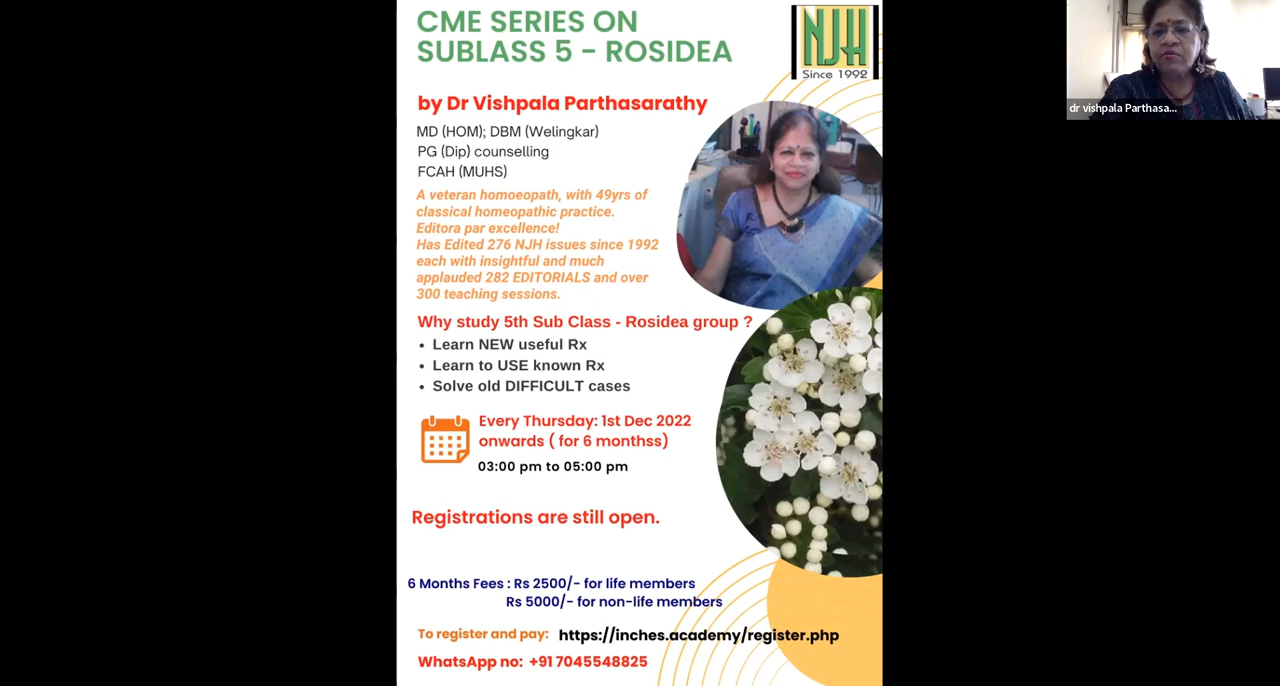 CME SERIES ON
SUBLASS 5 - ROSIDEA
NJH
Since 1992
by Dr Vishpala Parthasarathy
MD (HOM); DBM (Welingkar)
PG (Dip) counselling
FCAH (MUHS)
A veteran homoeopath, with 49yrs of
classical homeopathic practice.
Editora par excellence!
Has Edited 276 NJH issues since 1992
each with insightful and much
applauded 282 EDITORIALS and over
300 teaching sessions.
Why study 5th Sub Class - Rosidea group ?
• Learn NEW useful Rx
• Learn to USE known Rx
• Solve old DIFFICULT cases
Every Thursday: 1st Dec 2022
onwards ( for 6 monthss)
03:00 pm to 05:00 pm
Registrations are still open.
6 Months Fees : Rs 2500/- for life members
Rs 5000/- for non-life members
To register and pay: https://inches.academy/register.php
WhatsApp no: +91 7045548825
dr vishpala Parthasa...